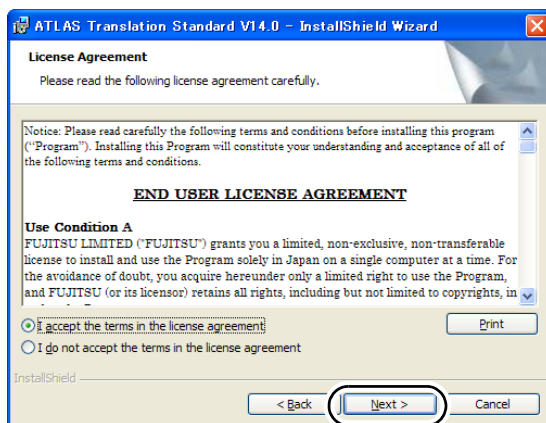 ATLAS Translation Standard V14.0 - InstallShield Wizard
License Agreement
Please read the following license agreement carefully.
Notice: Please read carefully the following terms and conditions before installing this program
("Program"). Installing this Program will constitute your understanding and acceptance of all of
the following terms and conditions.
END USER LICENSE AGREEMENT
Use Condition A
FUJITSU LIMITED ("FUJITSU") grants you a limited, non-exclusive, non-transferable
license to install and use the Program solely in Japan on a single computer at a time. For
the avoidance of doubt, you acquire hereunder only a limited right to use the Program,
and FUJITSU (or its licensor) retains all rights, including but not limited to copyrights, in
I accept the terms in the license agreement
Print
I do not accept the terms in the license agreement
InstallShield
< Back
Next >
Cancel